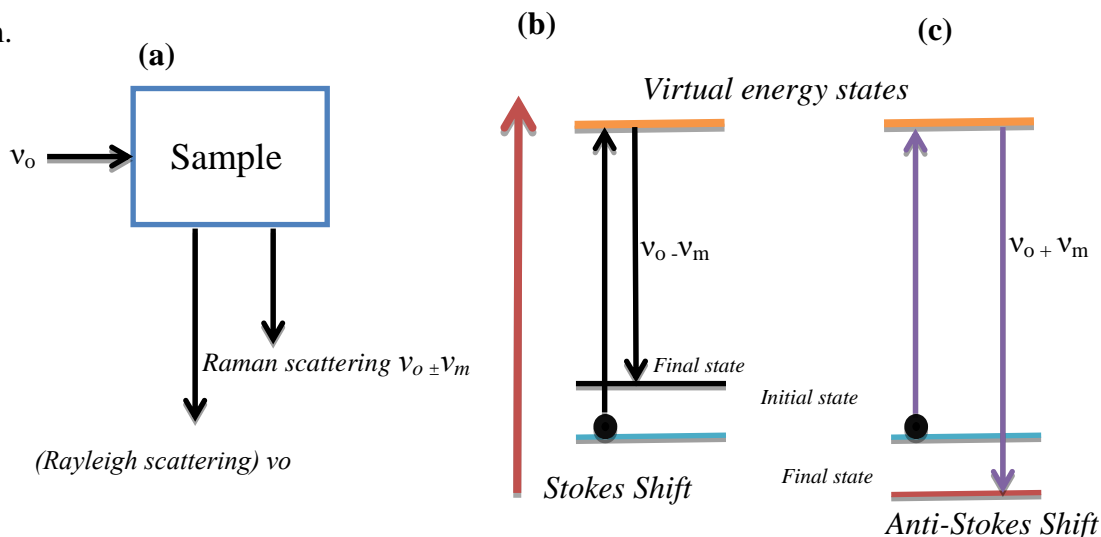 n.
(a)
(b)
(c)
Virtual energy states
νo
Sample
νo -νm
νo + νm
Raman scattering νo ±νm
Final state
Initial state
(Rayleigh scattering) νo
Final state
Stokes Shift
Anti-Stokes Shift